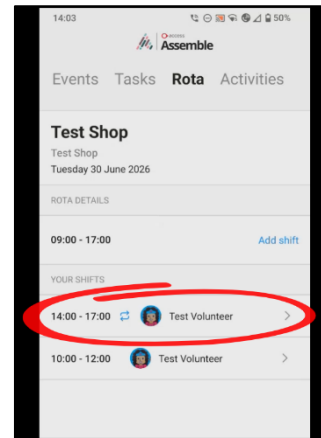 14:03
50%
access
Assemble
Events Tasks Rota Activities
Test Shop
Test Shop
Tuesday 30 June 2026
ROTA DETAILS
09:00 - 17:00 Add shift
YOUR SHIFTS
14:00 - 17:00 Test Volunteer
10:00 - 12:00 Test Volunteer